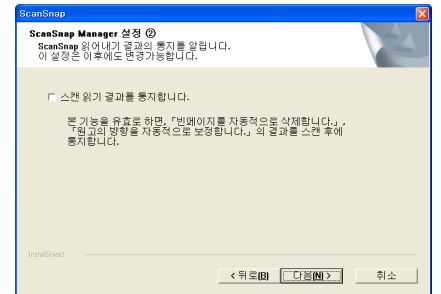 ScanSnap
ScanSnap Manager 설정 ②
ScanSnap 읽어내기 결과의 통지를 알립니다.
이 설정은 이후에도 변경가능합니다.
스캔 읽기 결과를 통지합니다.
본 기능을 유효로 하면, 「빈페이지를 자동적으로 삭제합니다.」,
「원고의 방향을 자동적으로 보정합니다.」의 결과를 스캔 후에
통지합니다.
InstallShield
< 뒤로(B) 다음(N) > 취소